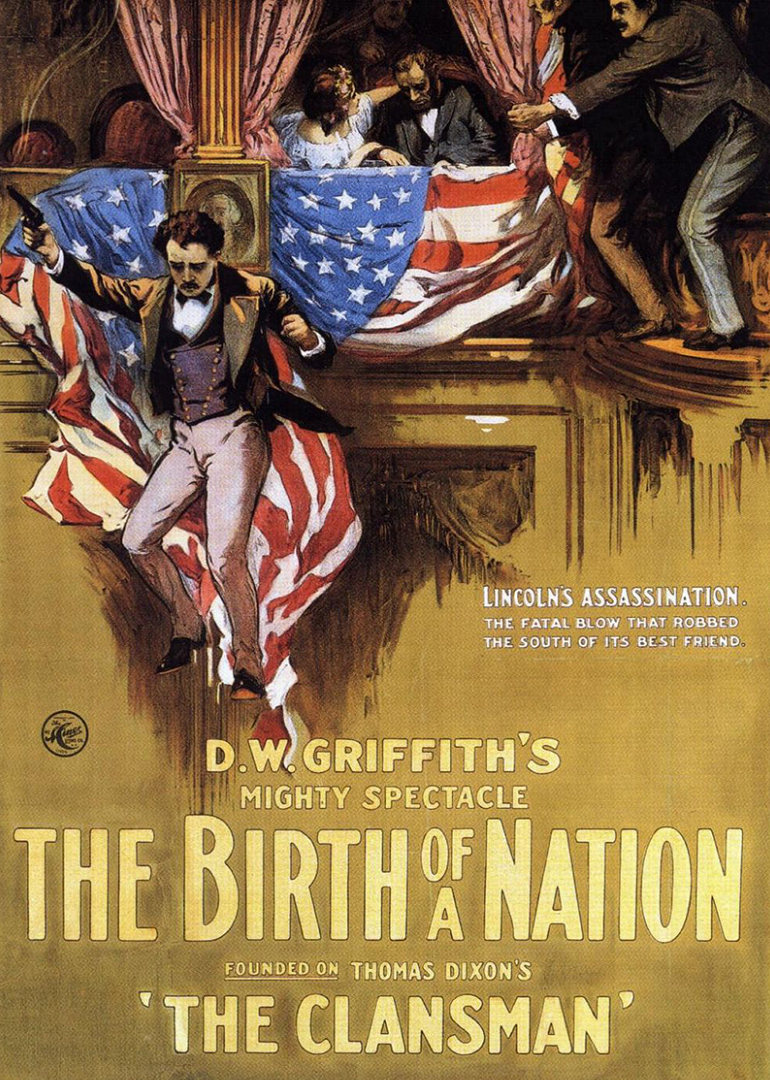 LINCOLN'S ASSASSINATION.
THE FATAL BLOW THAT ROBBED
THE SOUTH OF ITS BEST FRIEND.
D.W. GRIFFITH'S
MIGHTY SPECTACLE
THE BIRTH OF A NATION
FOUNDED ON THOMAS DIXON'S
'THE CLANSMAN'